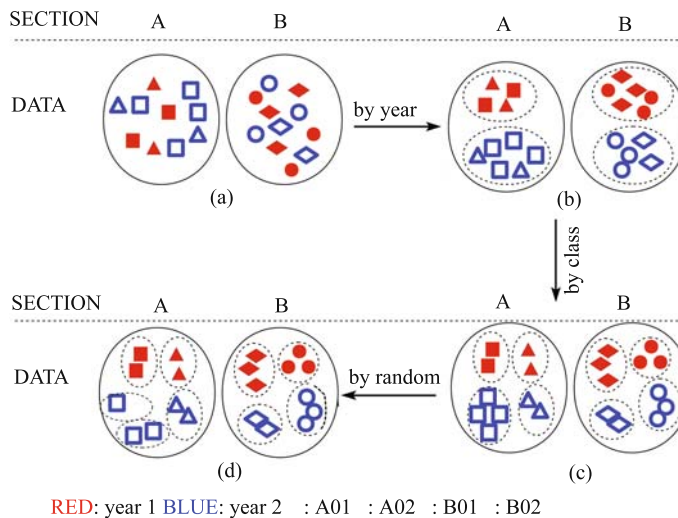 SECTION A B A B
DATA by year
(a) (b)
by class
SECTION A B A B
DATA by random
(d) (c)
RED: year 1 BLUE: year 2 : A01 : A02 : B01 : B02